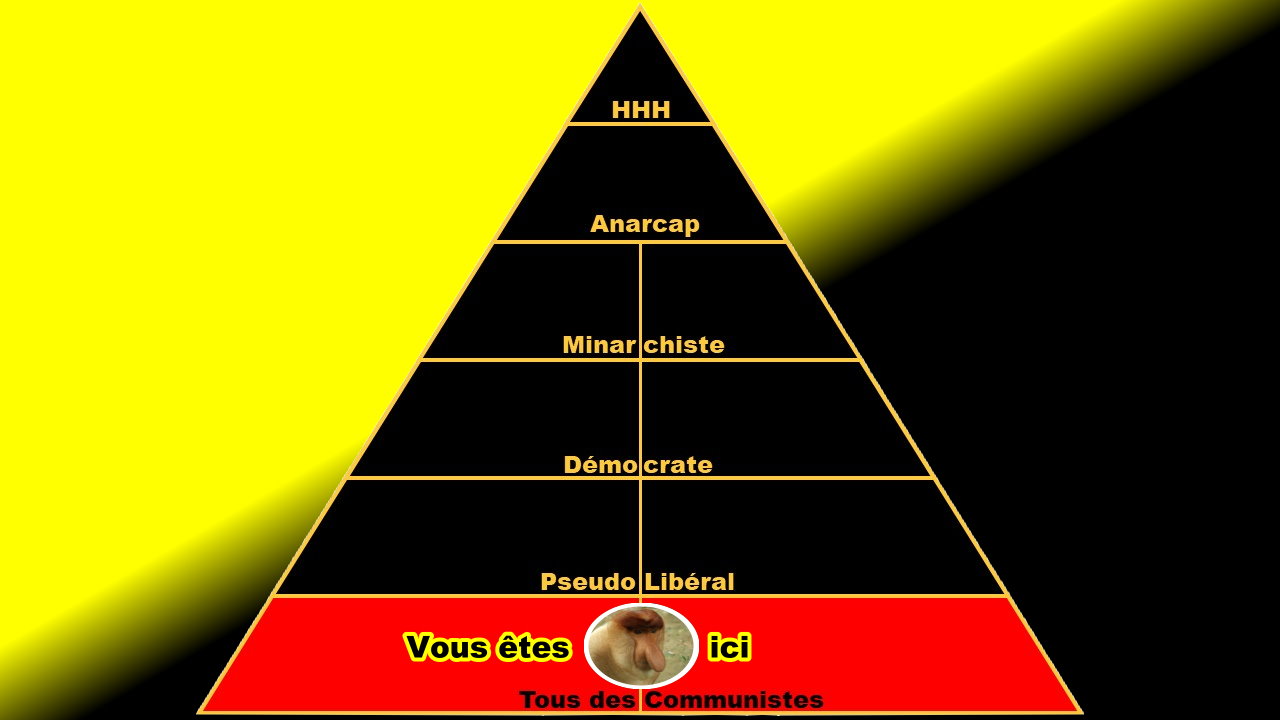 HHH
Anarcap
Minarchiste
Démocrate
Pseudo Libéral
Vous êtes ici
Tous des Communistes